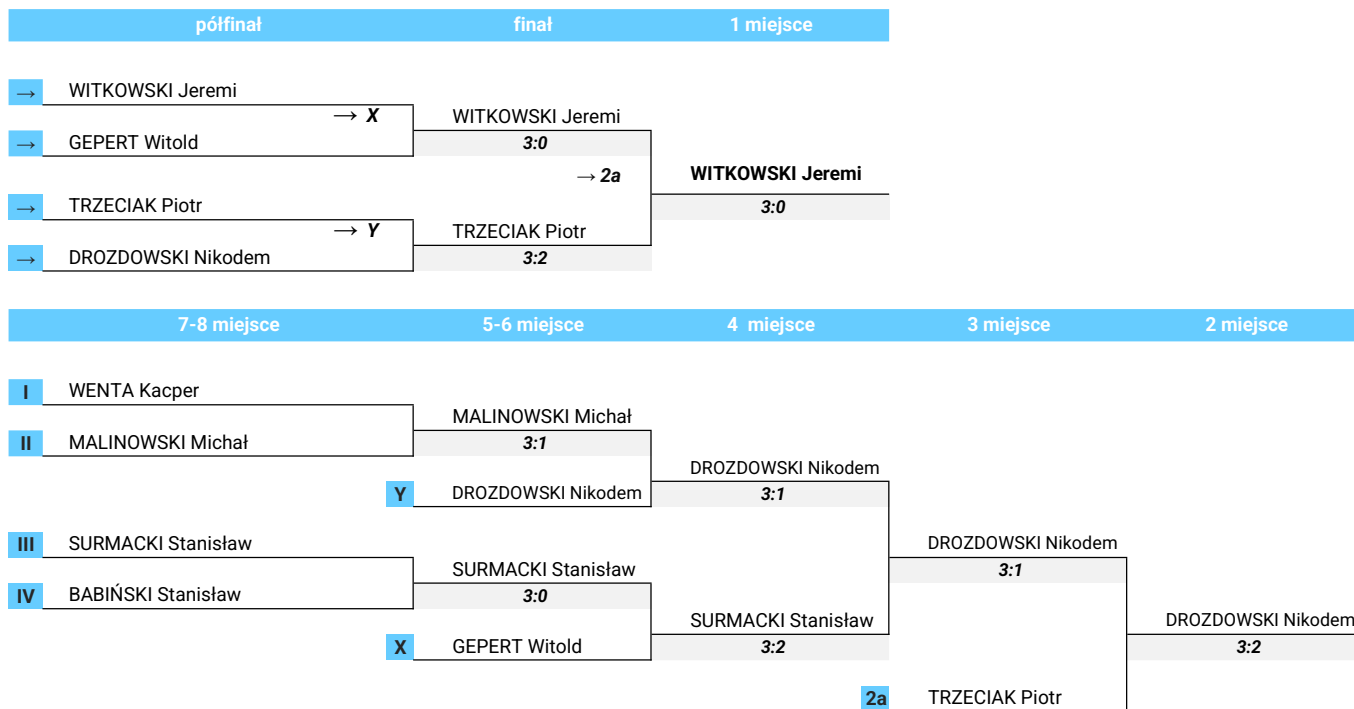 półfinał finał 1 miejsce
→ WITKOWSKI Jeremi
→ X WITKOWSKI Jeremi
→ GEPERT Witold 3:0
→ 2a WITKOWSKI Jeremi
→ TRZECIAK Piotr 3:0
→ Y TRZECIAK Piotr
→ DROZDOWSKI Nikodem 3:2
7-8 miejsce 5-6 miejsce 4 miejsce 3 miejsce 2 miejsce
I WENTA Kacper
MALINOWSKI Michał
II MALINOWSKI Michał 3:1
DROZDOWSKI Nikodem
Y DROZDOWSKI Nikodem 3:1
III SURMACKI Stanisław DROZDOWSKI Nikodem
SURMACKI Stanisław 3:1
IV BABIŃSKI Stanisław 3:0
SURMACKI Stanisław DROZDOWSKI Nikodem
X GEPERT Witold 3:2 3:2
2a TRZECIAK Piotr